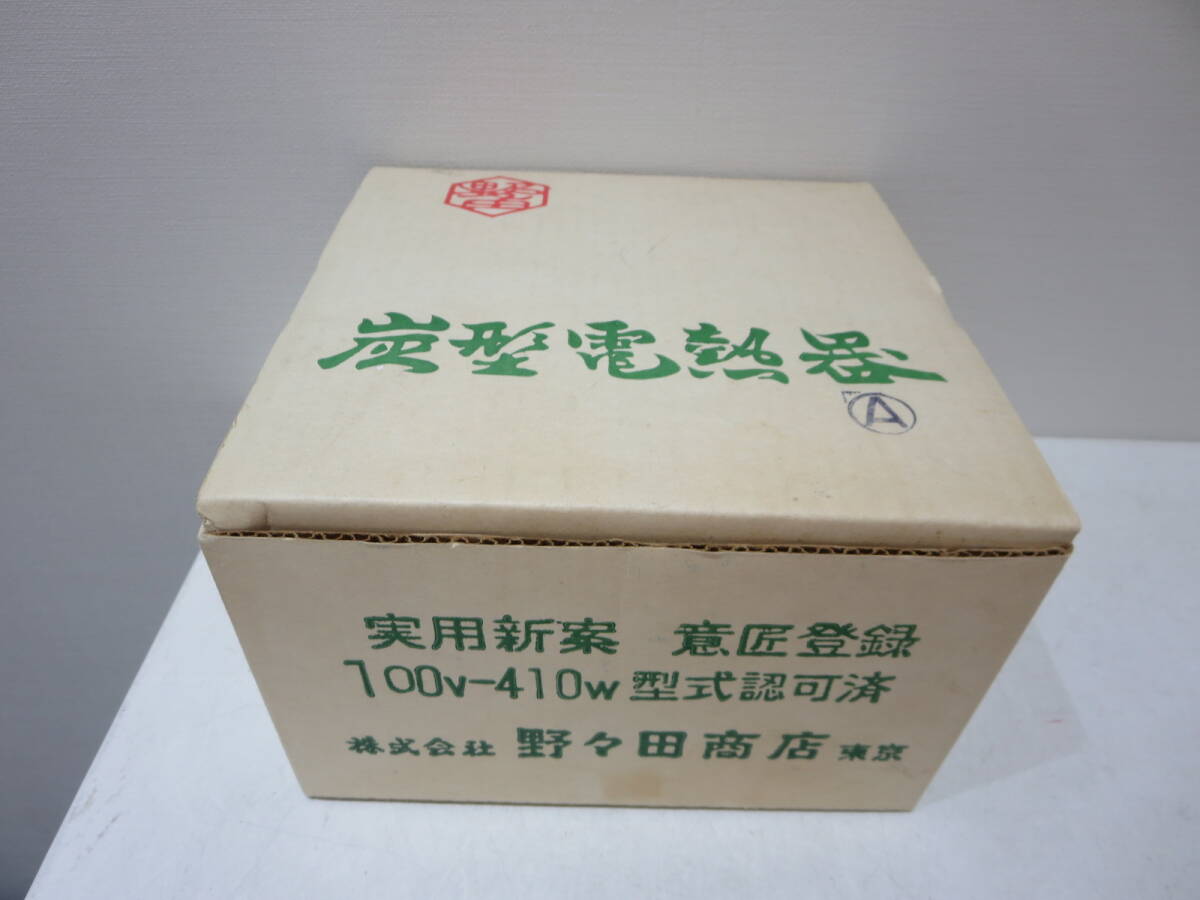 炭型電熱器
A
実用新案 意匠登録
100V-410W 型式認可済
株式会社 野々田商店 東京